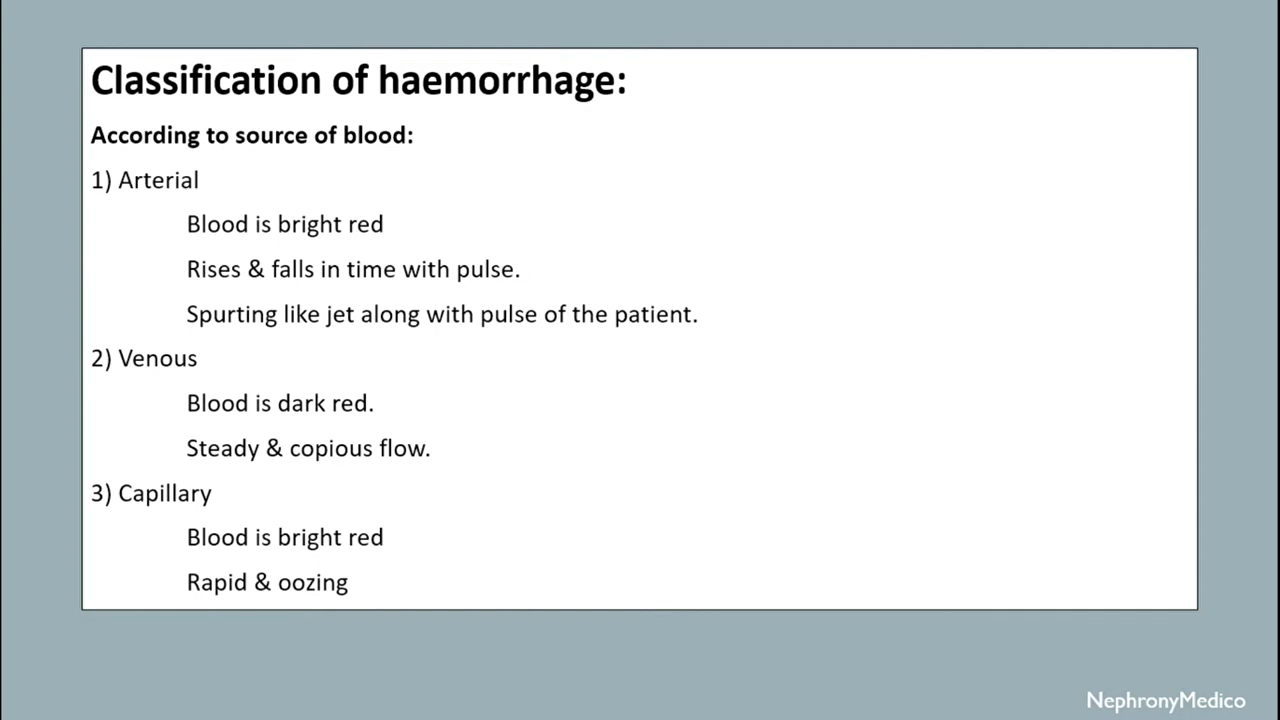 Classification of haemorrhage:
According to source of blood:
1) Arterial
Blood is bright red
Rises & falls in time with pulse.
Spurting like jet along with pulse of the patient.
2) Venous
Blood is dark red.
Steady & copious flow.
3) Capillary
Blood is bright red
Rapid & oozing
NephronyMedico